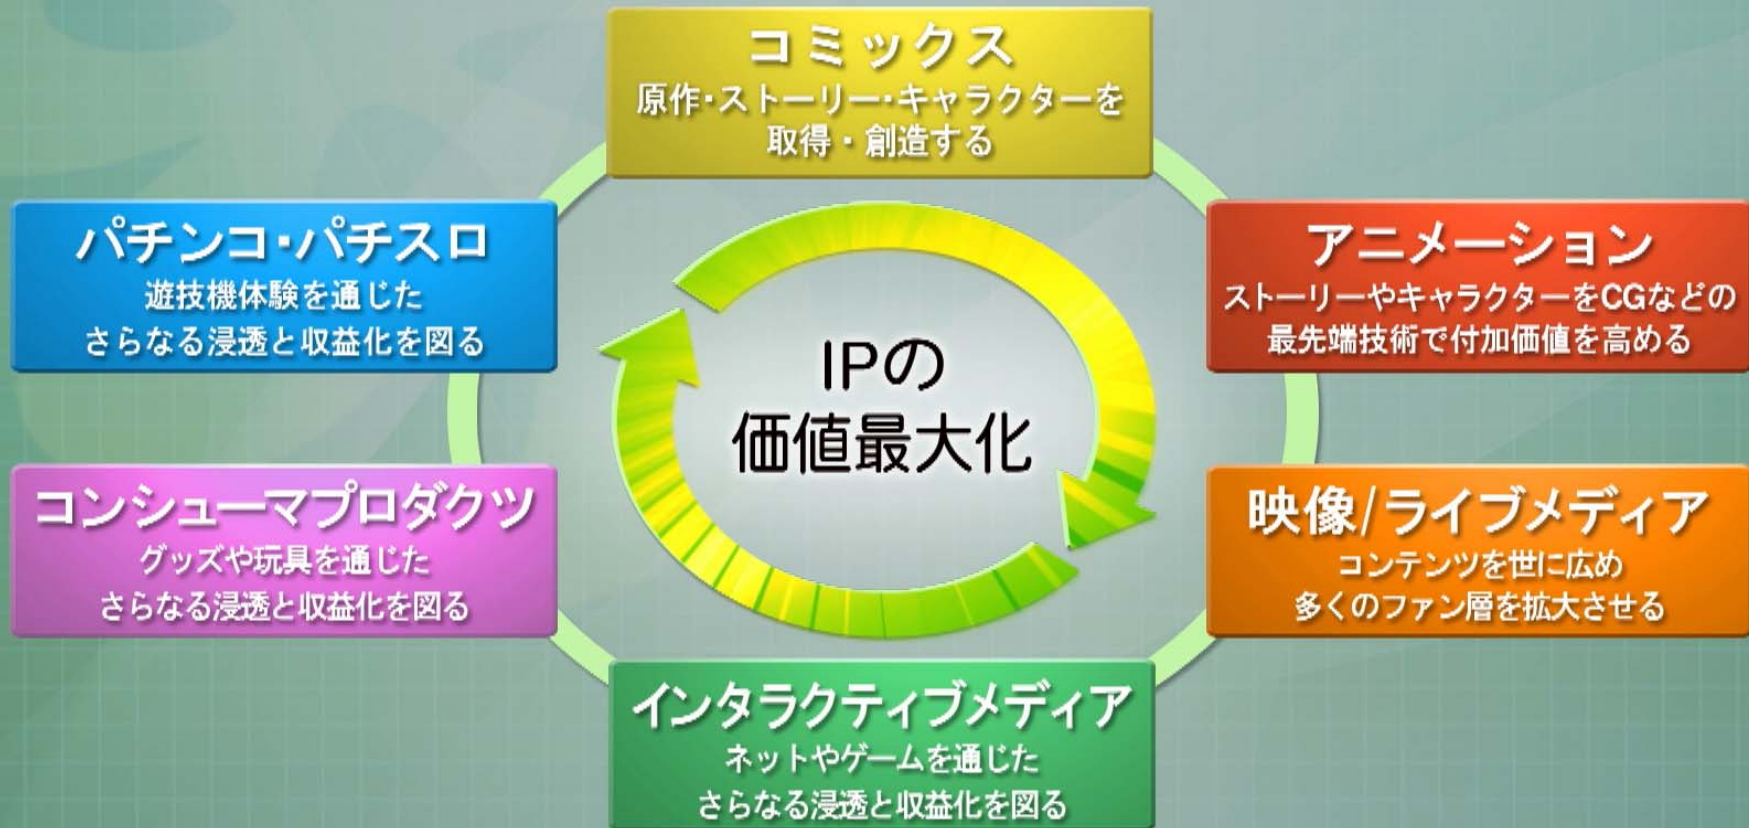 コミックス
原作・ストーリー・キャラクターを
取得・創造する
アニメーション
ストーリーやキャラクターをCGなどの
最先端技術で付加価値を高める
映像/ライブメディア
コンテンツを世に広め
多くのファン層を拡大させる
インタラクティブメディア
ネットやゲームを通じた
さらなる浸透と収益化を図る
コンシューマプロダクツ
グッズや玩具を通じた
さらなる浸透と収益化を図る
パチンコ・パチスロ
遊技機体験を通じた
さらなる浸透と収益化を図る
IPの
価値最大化